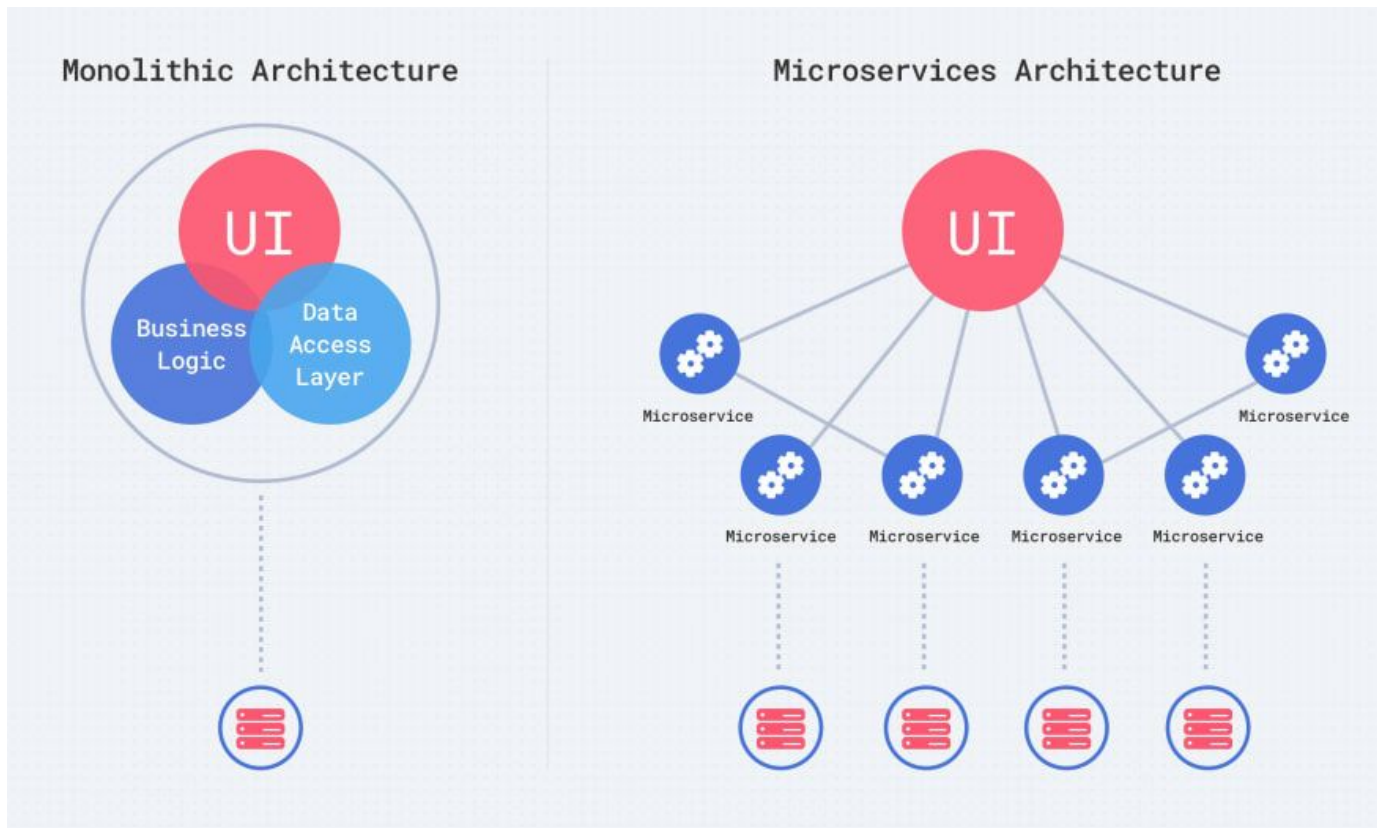 Monolithic Architecture
UI
Business
Logic
Data
Access
Layer
Microservices Architecture
UI
Microservice
Microservice
Microservice
Microservice
Microservice
Microservice